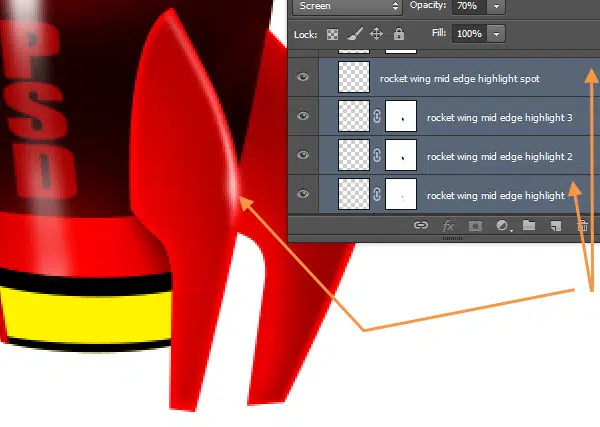 Screen Opacity: 70%
Lock: Fill: 100%
rocket wing mid edge highlight spot
rocket wing mid edge highlight 3
rocket wing mid edge highlight 2
rocket wing mid edge highlight
fx
PSD